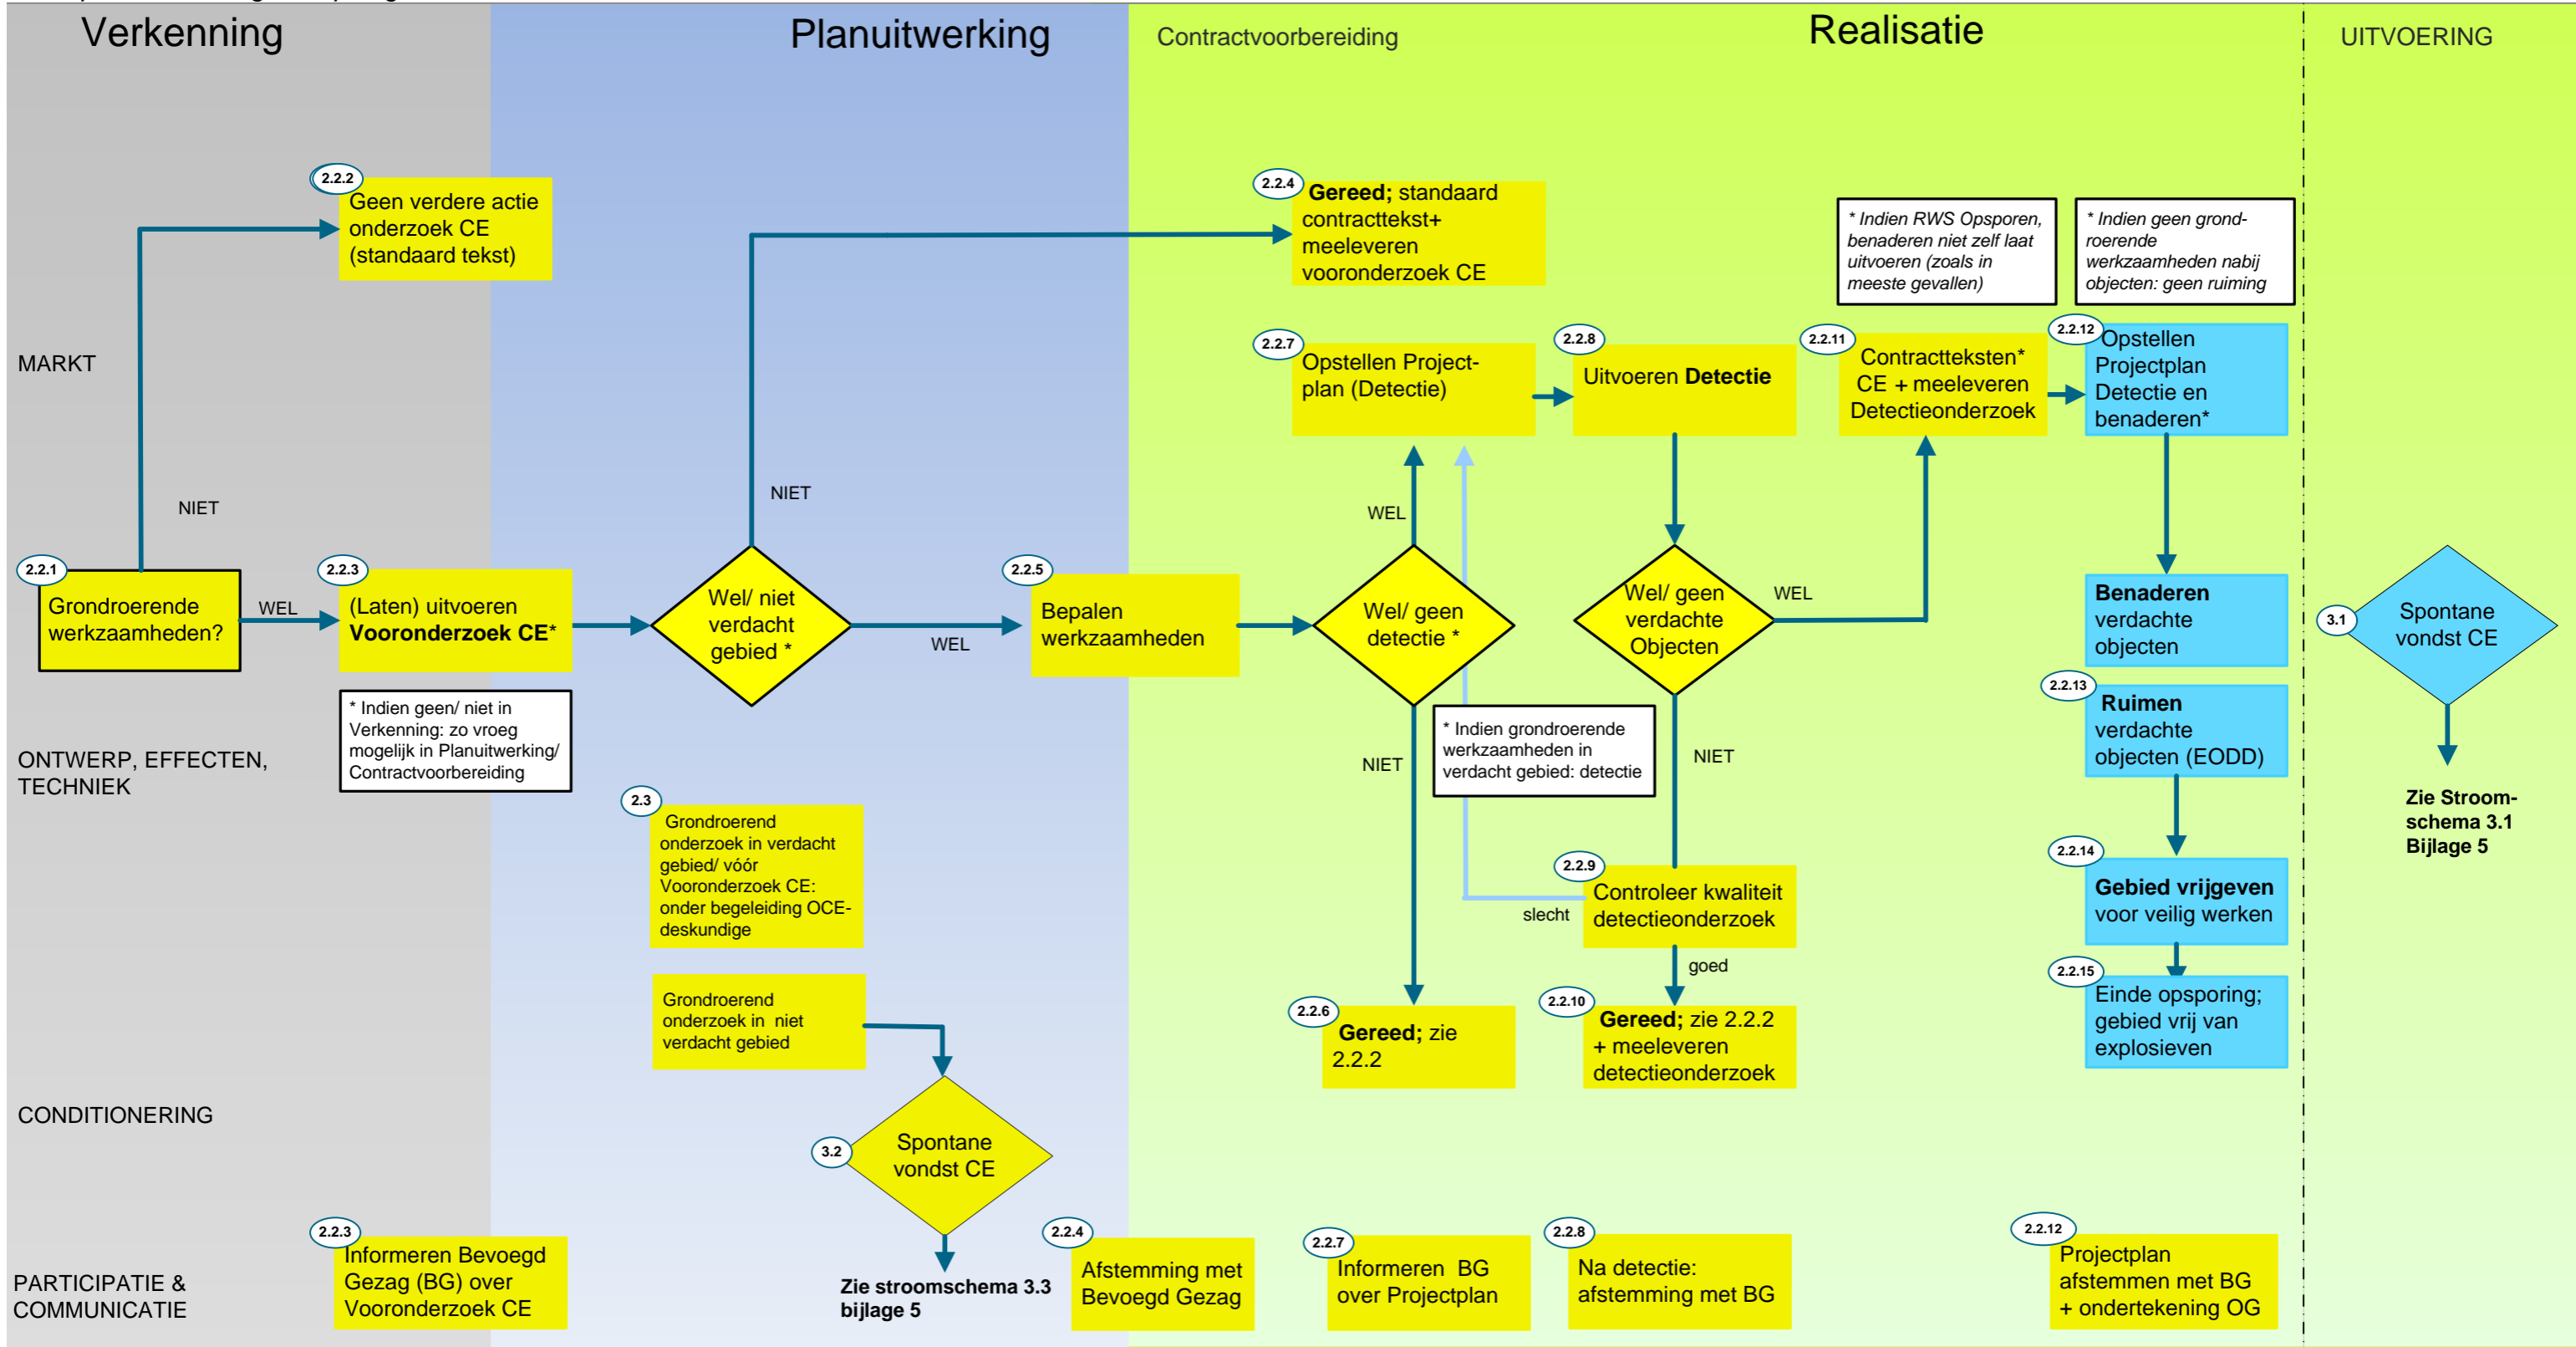 Verkenning
Planuitwerking
Contractvoorbereiding
Realisatie
UITVOERING
2.2.2
Geen verdere actie
onderzoek CE
(standaard tekst)
2.2.4
Gereed; standaard
contracttekst+
meeleveren
vooronderzoek CE
* Indien RWS Opsporen,
benaderen niet zelf laat
uitvoeren (zoals in
meeste gevallen)
* Indien geen grond-
roerende
werkzaamheden nabij
objecten: geen ruiming
MARKT
2.2.7
Opstellen Project-
plan (Detectie)
2.2.8
Uitvoeren Detectie
2.2.11
Contractteksten*
CE + meeleveren
Detectieonderzoek
2.2.12
Opstellen
Projectplan
Detectie en
benaderen*
NIET
NIET
WEL
2.2.1
Grondroerende
werkzaamheden?
WEL
2.2.3
(Laten) uitvoeren
Vooronderzoek CE*
Wel/ niet
verdacht
gebied *
WEL
2.2.5
Bepalen
werkzaamheden
Wel/ geen
detectie *
Wel/ geen
verdachte
Objecten
WEL
Benaderen
verdachte
objecten
3.1
Spontane
vondst CE
* Indien geen/ niet in
Verkenning: zo vroeg
mogelijk in Planuitwerking/
Contractvoorbereiding
ONTWERP, EFFECTEN,
TECHNIEK
NIET
* Indien grondroerende
werkzaamheden in
verdacht gebied: detectie
NIET
2.2.13
Ruimen
verdachte
objecten (EODD)
Zie Stroom-
schema 3.1
Bijlage 5
2.3
Grondroerend
onderzoek in verdacht
gebied/ vóór
Vooronderzoek CE:
onder begeleiding OCE-
deskundige
2.2.9
Controleer kwaliteit
detectieonderzoek
slecht
goed
2.2.14
Gebied vrijgeven
voor veilig werken
Grondroerend
onderzoek in niet
verdacht gebied
2.2.6
Gereed; zie
2.2.2
2.2.10
Gereed; zie 2.2.2
+ meeleveren
detectieonderzoek
2.2.15
Einde opsporing;
gebied vrij van
explosieven
CONDITIONERING
3.2
Spontane
vondst CE
Zie stroomschema 3.3
bijlage 5
PARTICIPATIE &
COMMUNICATIE
2.2.3
Informeren Bevoegd
Gezag (BG) over
Vooronderzoek CE
2.2.4
Afstemming met
Bevoegd Gezag
2.2.7
Informeren BG
over Projectplan
2.2.8
Na detectie:
afstemming met BG
2.2.12
Projectplan
afstemmen met BG
+ ondertekening OG